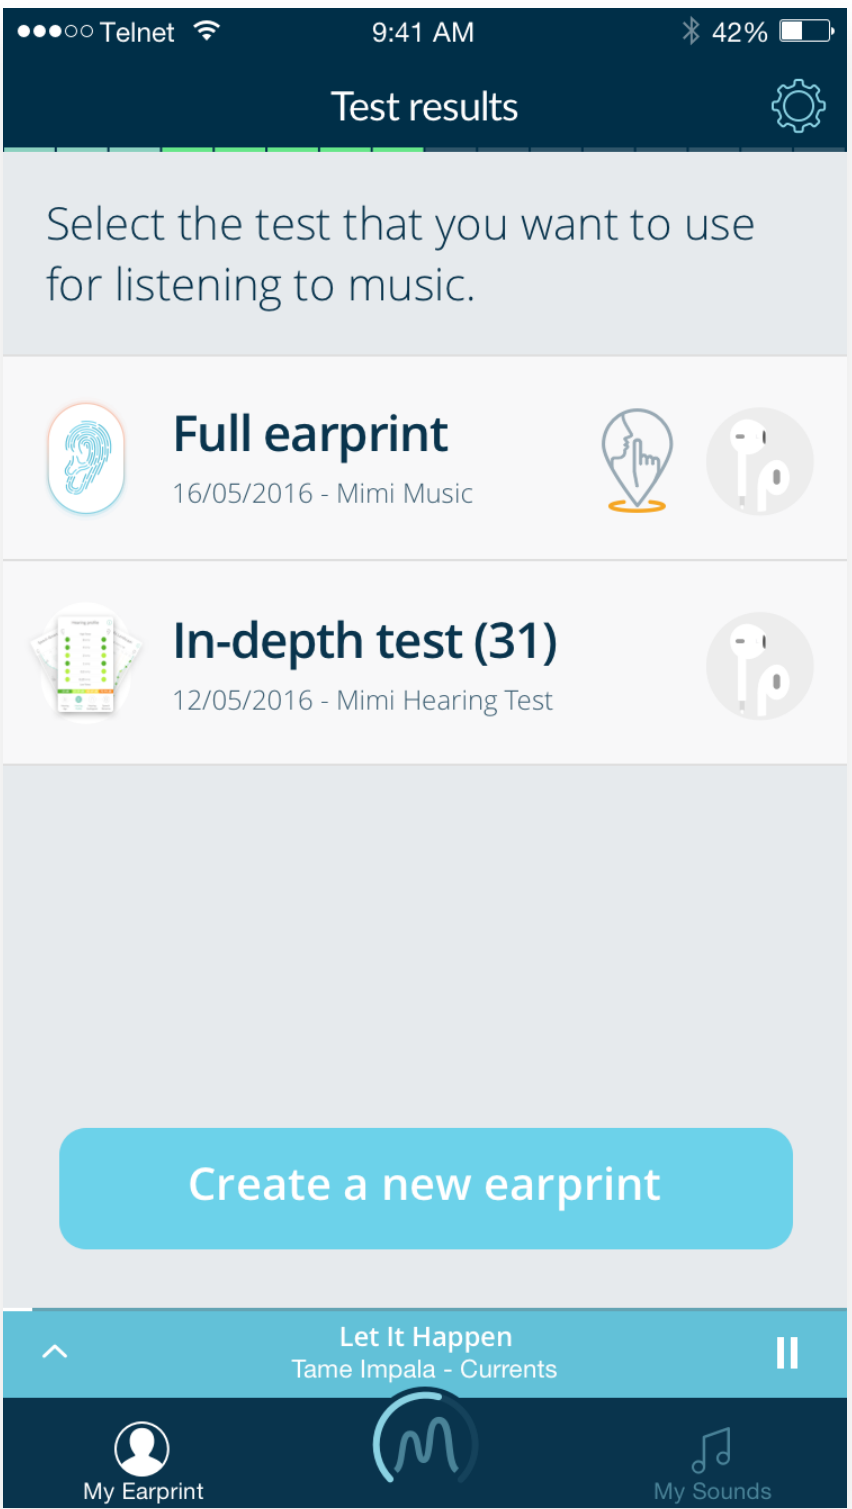 Telnet 9:41 AM 42%
Test results
Select the test that you want to use
for listening to music.
Full earprint
16/05/2016 - Mimi Music
In-depth test (31)
12/05/2016 - Mimi Hearing Test
Create a new earprint
Let It Happen
Tame Impala - Currents
My Earprint
My Sounds